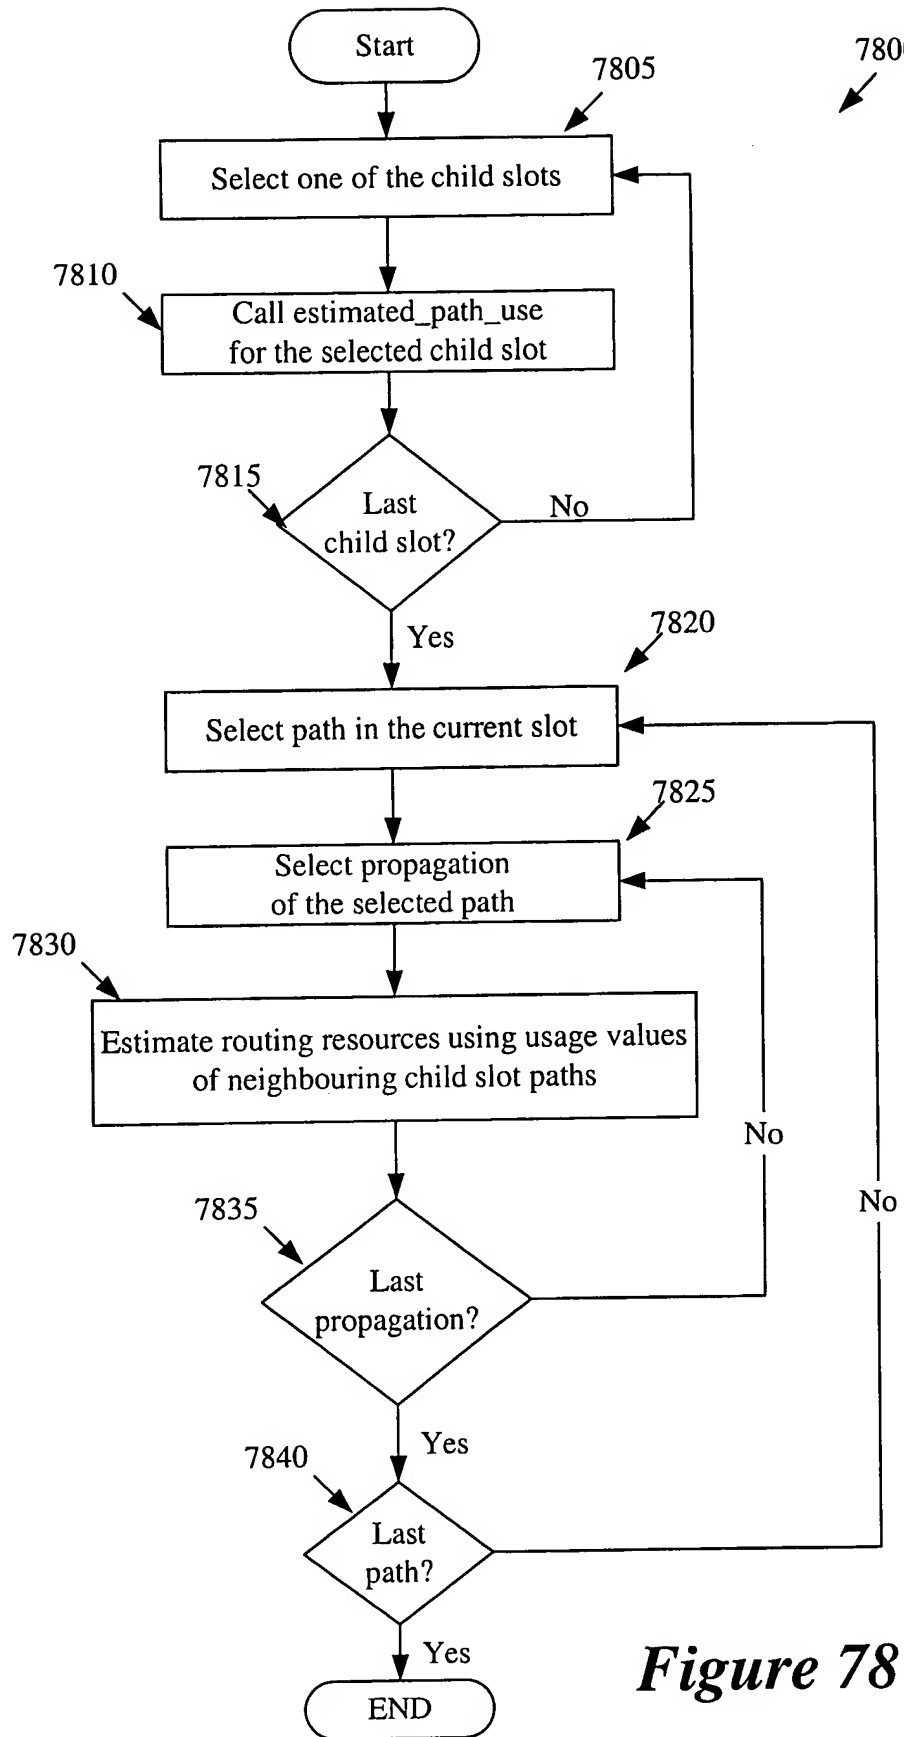 Start
7805
780
Select one of the child slots
7810
Call estimated_path_use
for the selected child slot
7815
Last
child slot?
No
Yes
7820
Select path in the current slot
7825
Select propagation
of the selected path
7830
Estimate routing resources using usage values
of neighbouring child slot paths
No
No
7835
Last
propagation?
Yes
7840
Last
path?
Yes
END
Figure 78